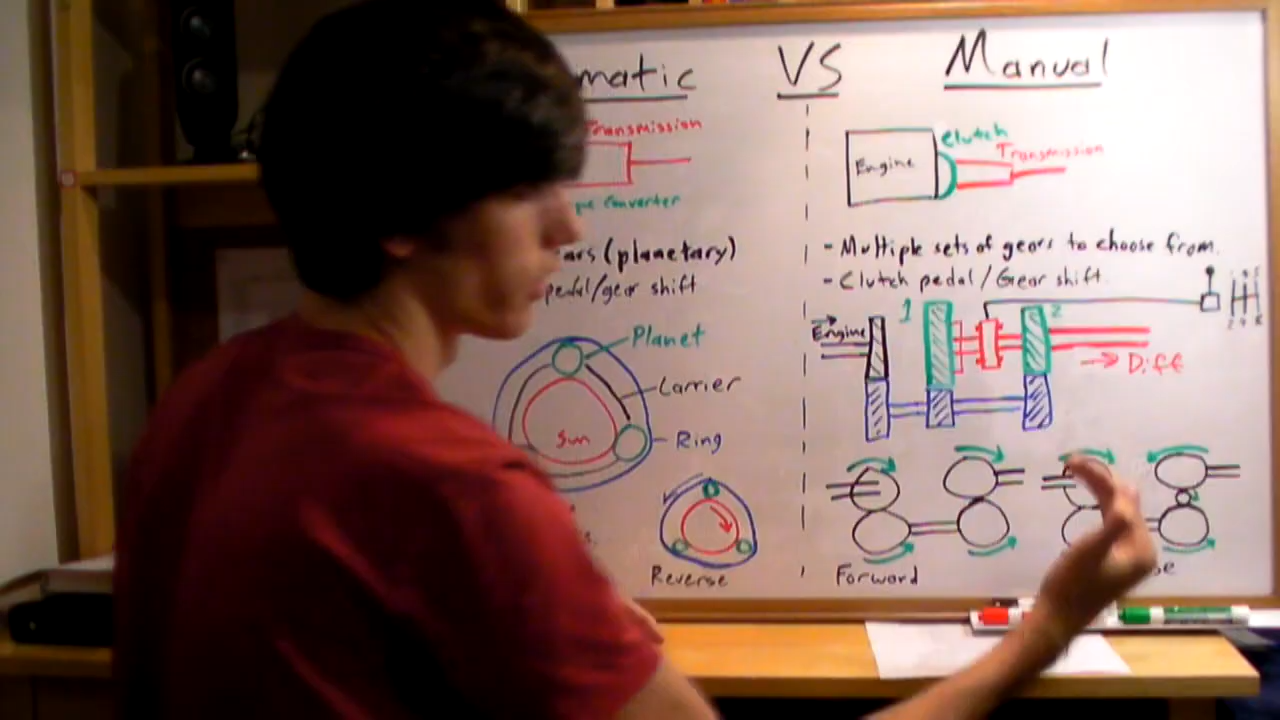 matic VS Manual
Transmission
Converter
(planetary)
pedal/gear shift
Planet
Carrier
Sun
Ring
Reverse
Engine
Clutch
Transmission
- Multiple sets of gears to choose from.
- Clutch pedal/Gear shift.
1
2
Engine
Diff
Forward